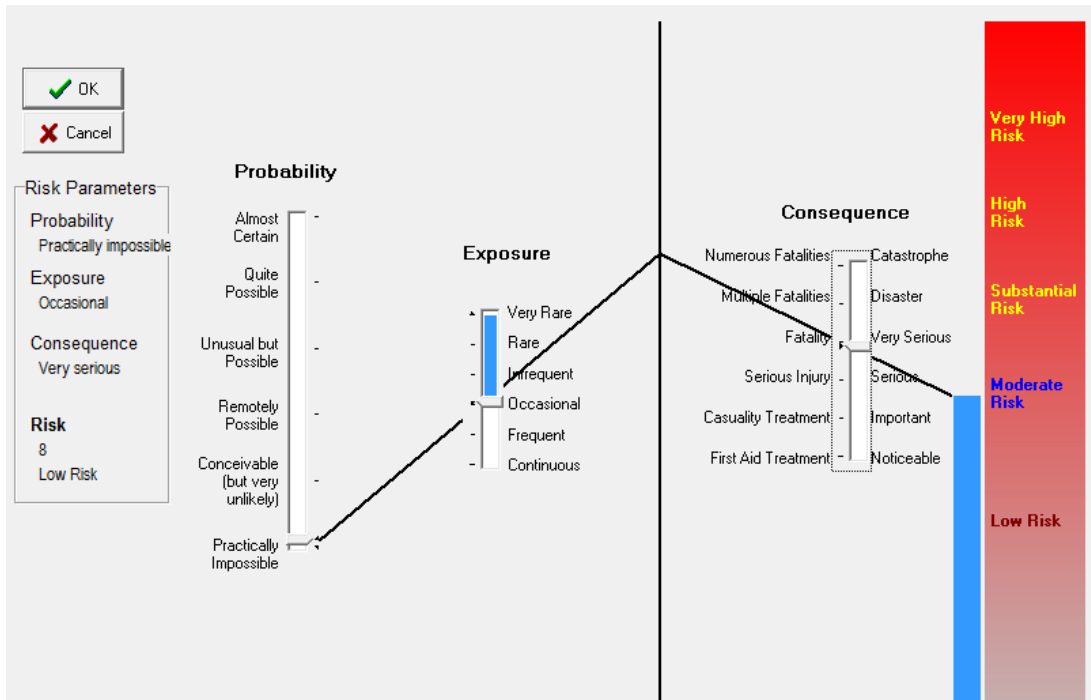 OK
Cancel
Risk Parameters
Probability
Practically impossible
Exposure
Occasional
Consequence
Very serious
Risk
8
Low Risk
Probability
Almost
Certain
Quite
Possible
Unusual but
Possible
Remotely
Possible
Conceivable
(but very
unlikely)
Practically
Impossible
Exposure
Very Rare
Rare
Infrequent
Occasional
Frequent
Continuous
Consequence
Numerous Fatalities Catastrophe
Multiple Fatalities Disaster
Fatality Very Serious
Serious Injury Serious
Casuality Treatment Important
First Aid Treatment Noticeable
Very High
Risk
High
Risk
Substantial
Risk
Moderate
Risk
Low Risk